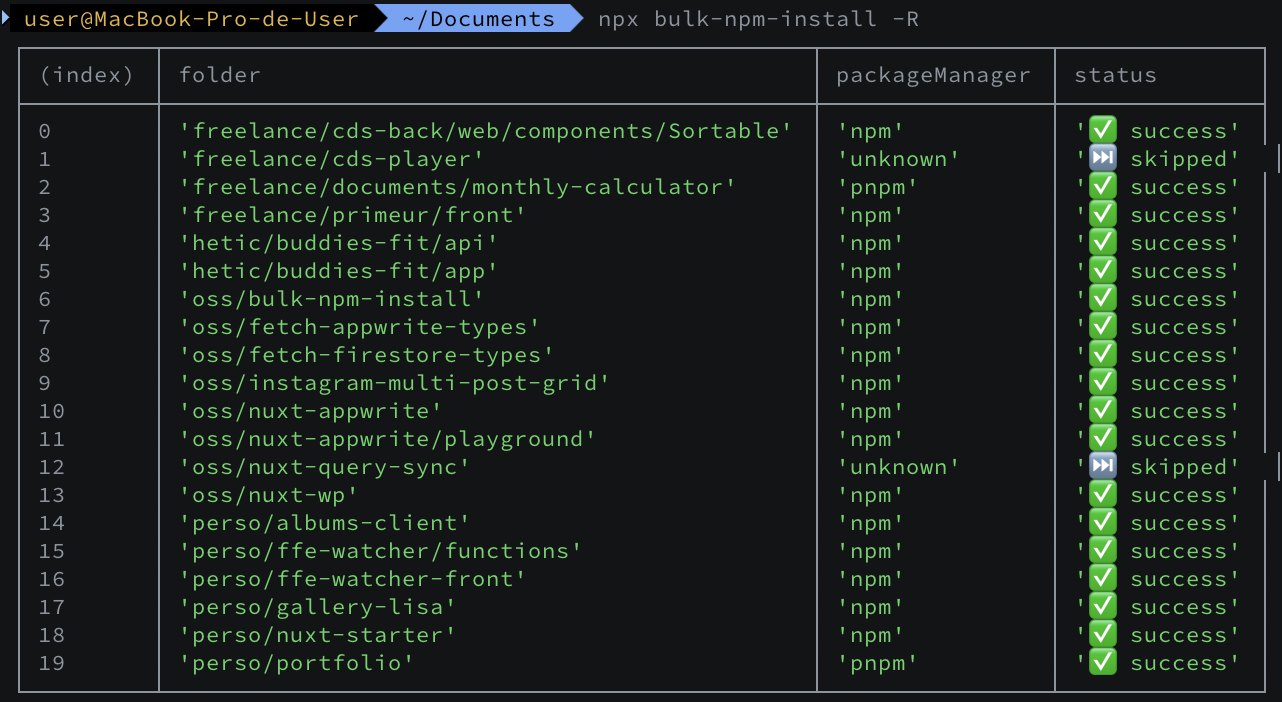 user@MacBook-Pro-de-User ~/Documents npx bulk-npm-install -R
(index) folder packageManager status
0 'freelance/cds-back/web/components/Sortable' 'npm' '✅ success'
1 'freelance/cds-player' 'unknown' '⏭️ skipped'
2 'freelance/documents/monthly-calculator' 'pnpm' '✅ success'
3 'freelance/primeur/front' 'npm' '✅ success'
4 'hetic/buddies-fit/api' 'npm' '✅ success'
5 'hetic/buddies-fit/app' 'npm' '✅ success'
6 'oss/bulk-npm-install' 'npm' '✅ success'
7 'oss/fetch-appwrite-types' 'npm' '✅ success'
8 'oss/fetch-firestore-types' 'npm' '✅ success'
9 'oss/instagram-multi-post-grid' 'npm' '✅ success'
10 'oss/nuxt-appwrite' 'npm' '✅ success'
11 'oss/nuxt-appwrite/playground' 'npm' '✅ success'
12 'oss/nuxt-query-sync' 'unknown' '⏭️ skipped'
13 'oss/nuxt-wp' 'npm' '✅ success'
14 'perso/albums-client' 'npm' '✅ success'
15 'perso/ffe-watcher/functions' 'npm' '✅ success'
16 'perso/ffe-watcher-front' 'npm' '✅ success'
17 'perso/gallery-lisa' 'npm' '✅ success'
18 'perso/nuxt-starter' 'npm' '✅ success'
19 'perso/portfolio' 'pnpm' '✅ success'